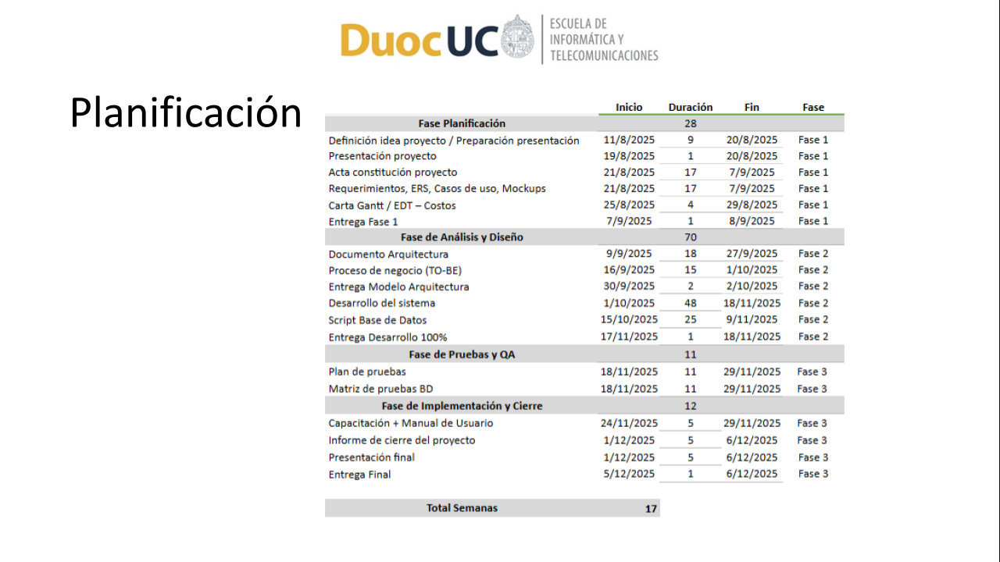 Duoc UC
ESCUELA DE
INFORMÁTICA Y
TELECOMUNICACIONES
Planificación
Inicio Duración Fin Fase
Fase Planificación 28
Definición idea proyecto / Preparación presentación 11/8/2025 9 20/8/2025 Fase 1
Presentación proyecto 19/8/2025 1 20/8/2025 Fase 1
Acta constitución proyecto 21/8/2025 17 7/9/2025 Fase 1
Requerimientos, ERS, Casos de uso, Mockups 21/8/2025 17 7/9/2025 Fase 1
Carta Gantt / EDT – Costos 25/8/2025 4 29/8/2025 Fase 1
Entrega Fase 1 7/9/2025 1 8/9/2025 Fase 1
Fase de Análisis y Diseño 70
Documento Arquitectura 9/9/2025 18 27/9/2025 Fase 2
Proceso de negocio (TO-BE) 16/9/2025 15 1/10/2025 Fase 2
Entrega Modelo Arquitectura 30/9/2025 2 2/10/2025 Fase 2
Desarrollo del sistema 1/10/2025 48 18/11/2025 Fase 2
Script Base de Datos 15/10/2025 25 9/11/2025 Fase 2
Entrega Desarrollo 100% 17/11/2025 1 18/11/2025 Fase 2
Fase de Pruebas y QA 11
Plan de pruebas 18/11/2025 11 29/11/2025 Fase 3
Matriz de pruebas BD 18/11/2025 11 29/11/2025 Fase 3
Fase de Implementación y Cierre 12
Capacitación + Manual de Usuario 24/11/2025 5 29/11/2025 Fase 3
Informe de cierre del proyecto 1/12/2025 5 6/12/2025 Fase 3
Presentación final 1/12/2025 5 6/12/2025 Fase 3
Entrega Final 5/12/2025 1 6/12/2025 Fase 3
Total Semanas 17